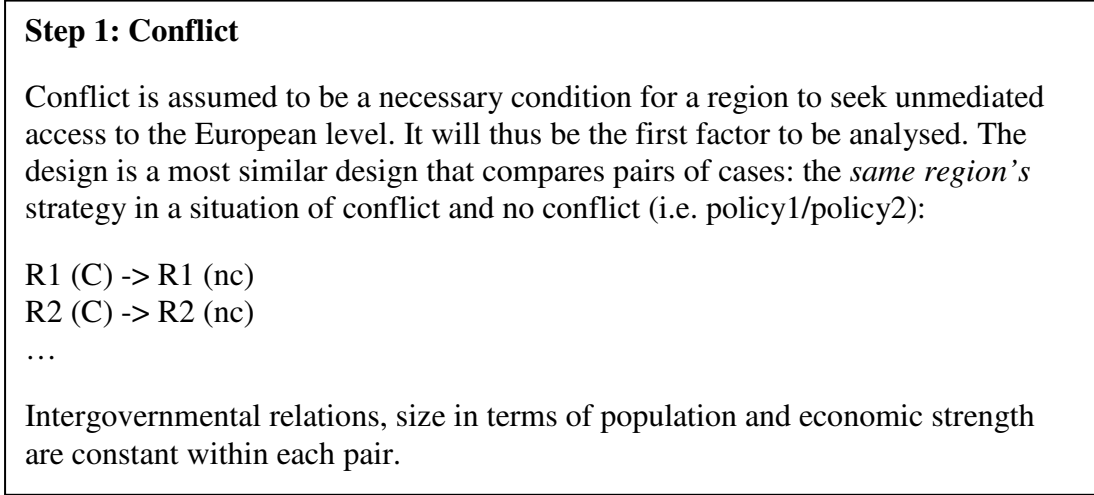 Step 1: Conflict
Conflict is assumed to be a necessary condition for a region to seek unmediated
access to the European level. It will thus be the first factor to be analysed. The
design is a most similar design that compares pairs of cases: the same region’s
strategy in a situation of conflict and no conflict (i.e. policy1/policy2):
R1 (C) -> R1 (nc)
R2 (C) -> R2 (nc)
…
Intergovernmental relations, size in terms of population and economic strength
are constant within each pair.